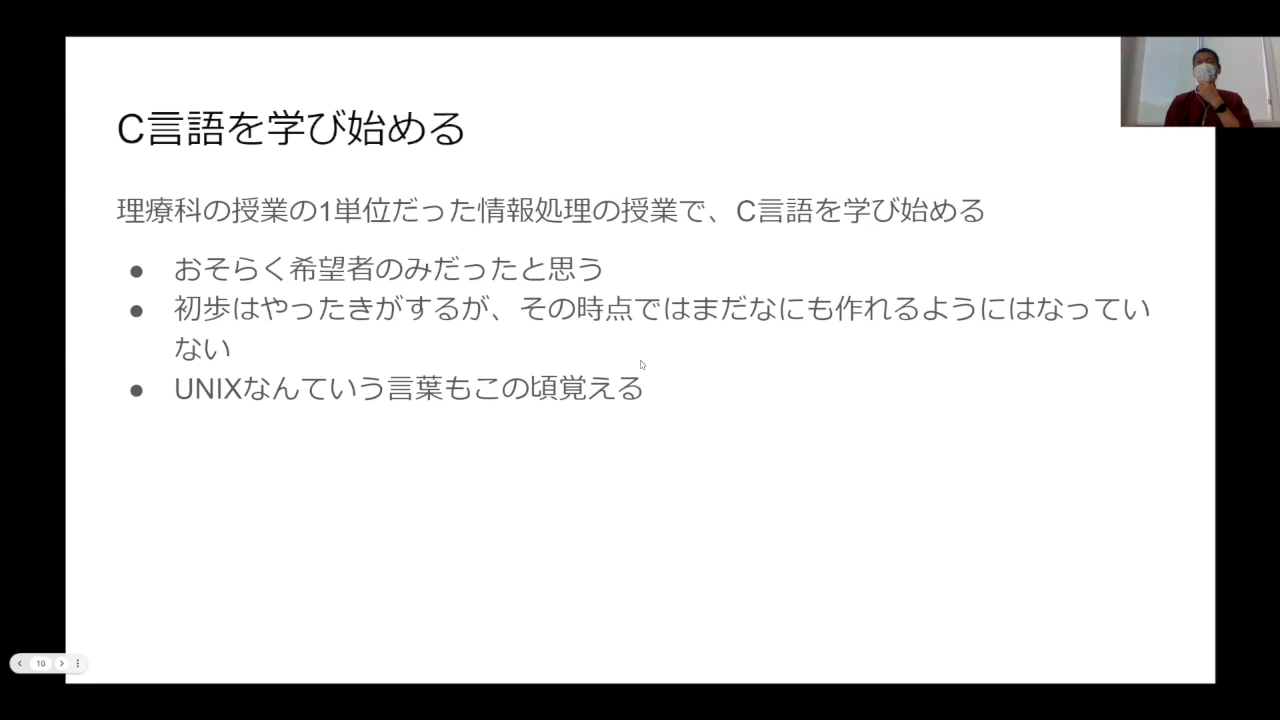 C言語を学び始める
理療科の授業の1単位だった情報処理の授業で、C言語を学び始める
● おそらく希望者のみだったと思う
● 初歩はやったきがするが、その時点ではまだなにも作れるようにはなってい
ない
● UNIXなんていう言葉もこの頃覚える
10